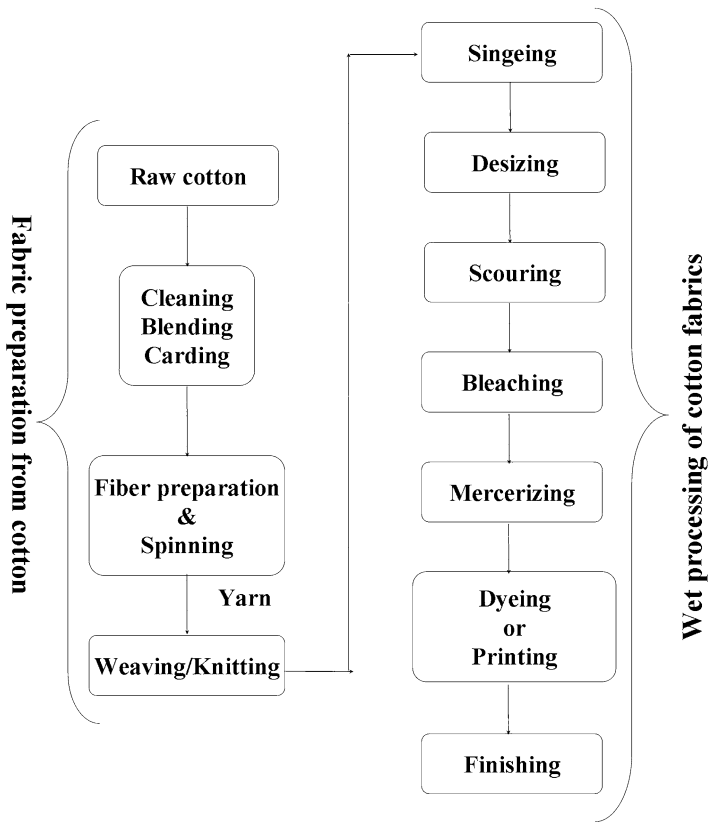 Fabric preparation from cotton
Raw cotton
Cleaning
Blending
Carding
Fiber preparation
&
Spinning
Yarn
Weaving/Knitting
Singeing
Desizing
Scouring
Bleaching
Mercerizing
Dyeing
or
Printing
Finishing
Wet processing of cotton fabrics